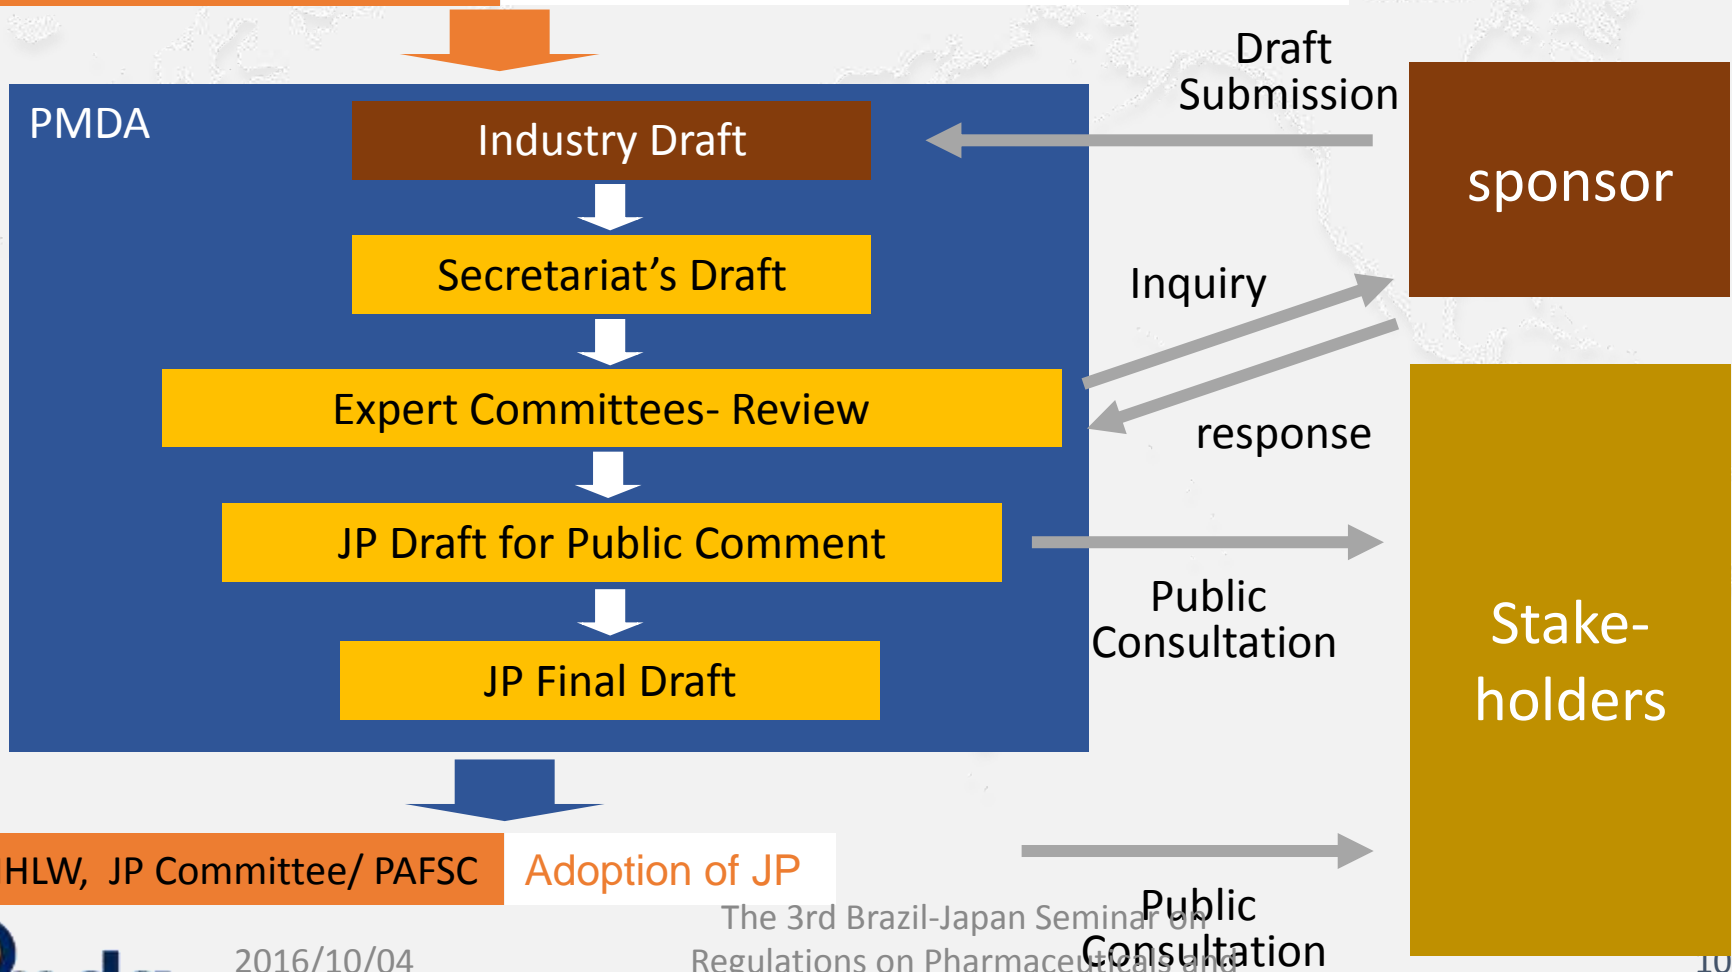 Draft
Submission
PMDA
Industry Draft
sponsor
Secretariat's Draft
Inquiry
Expert Committees- Review
response
JP Draft for Public Comment
Public
Consultation
Stake-
holders
JP Final Draft
HLW, JP Committee/ PAFSC
Adoption of JP
Public
Consultation
The 3rd Brazil-Japan Seminar on
Regulations on Pharmaceuticals and
2016/10/04
10